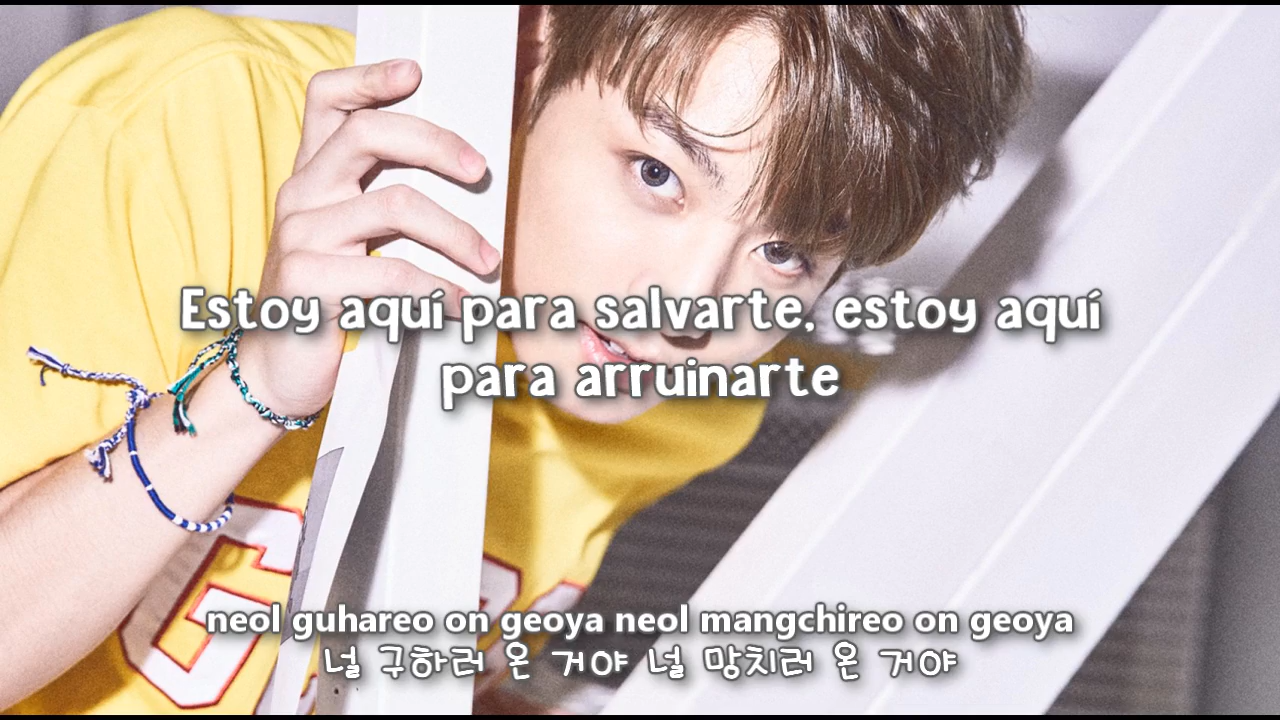 Estoy aquí para salvarte, estoy aquí
para arruinarte
neol guhareo on geoya neol mangchireo on geoya
널 구하러 온 거야 널 망치러 온 거야